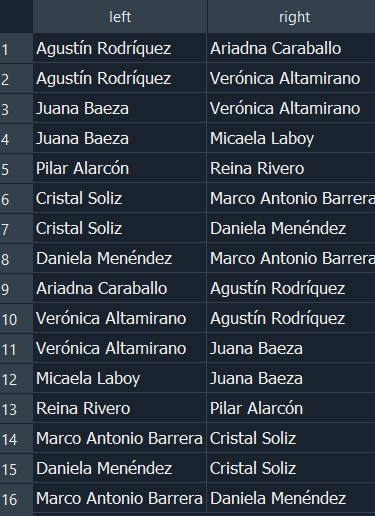 left right
1 Agustín Rodríquez Ariadna Caraballo
2 Agustín Rodríquez Verónica Altamirano
3 Juana Baeza Verónica Altamirano
4 Juana Baeza Micaela Laboy
5 Pilar Alarcón Reina Rivero
6 Cristal Soliz Marco Antonio Barrera
7 Cristal Soliz Daniela Menéndez
8 Daniela Menéndez Marco Antonio Barrera
9 Ariadna Caraballo Agustín Rodríquez
10 Verónica Altamirano Agustín Rodríquez
11 Verónica Altamirano Juana Baeza
12 Micaela Laboy Juana Baeza
13 Reina Rivero Pilar Alarcón
14 Marco Antonio Barrera Cristal Soliz
15 Daniela Menéndez Cristal Soliz
16 Marco Antonio Barrera Daniela Menéndez